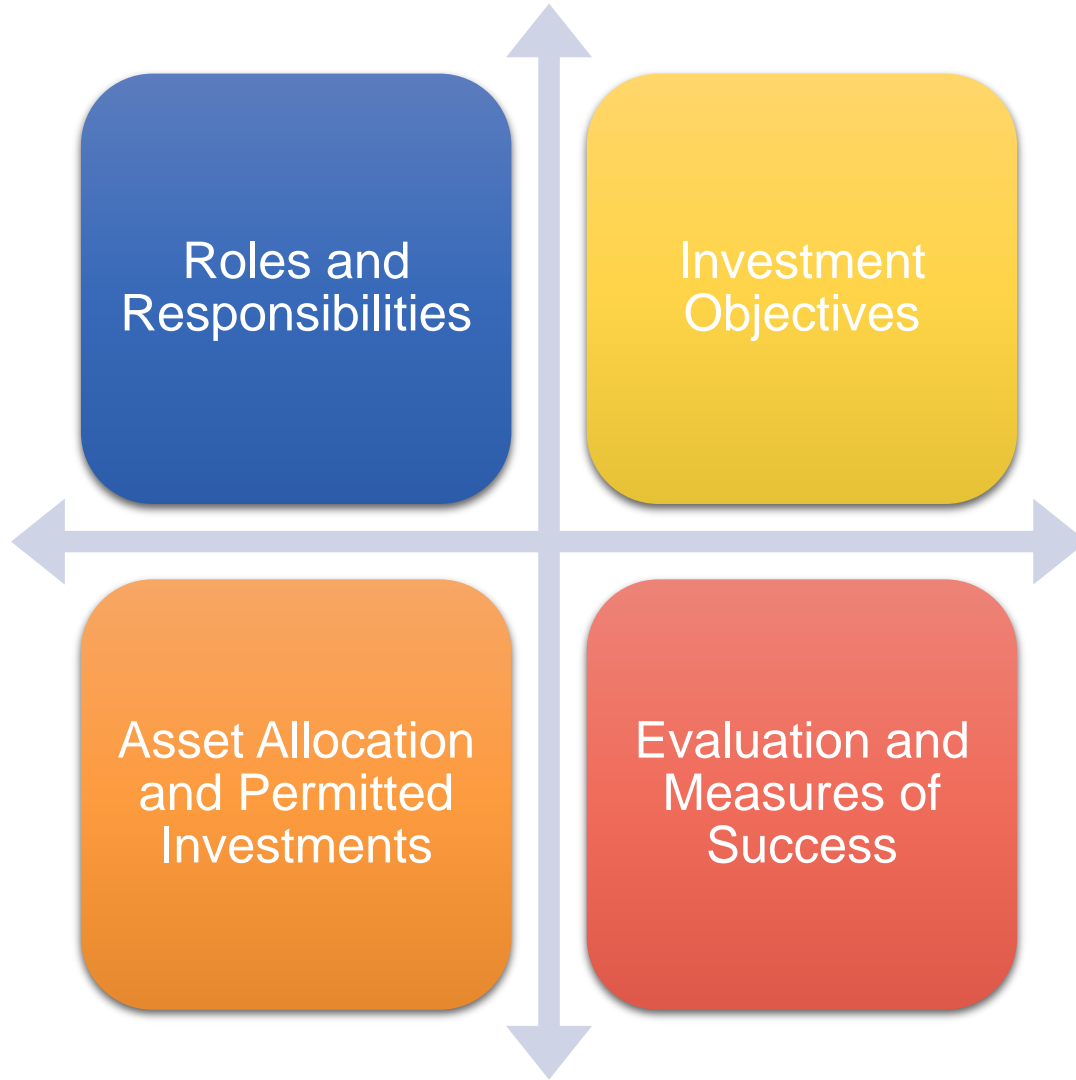 Roles and
Responsibilities
Investment
Objectives
Asset Allocation
and Permitted
Investments
Evaluation and
Measures of
Success